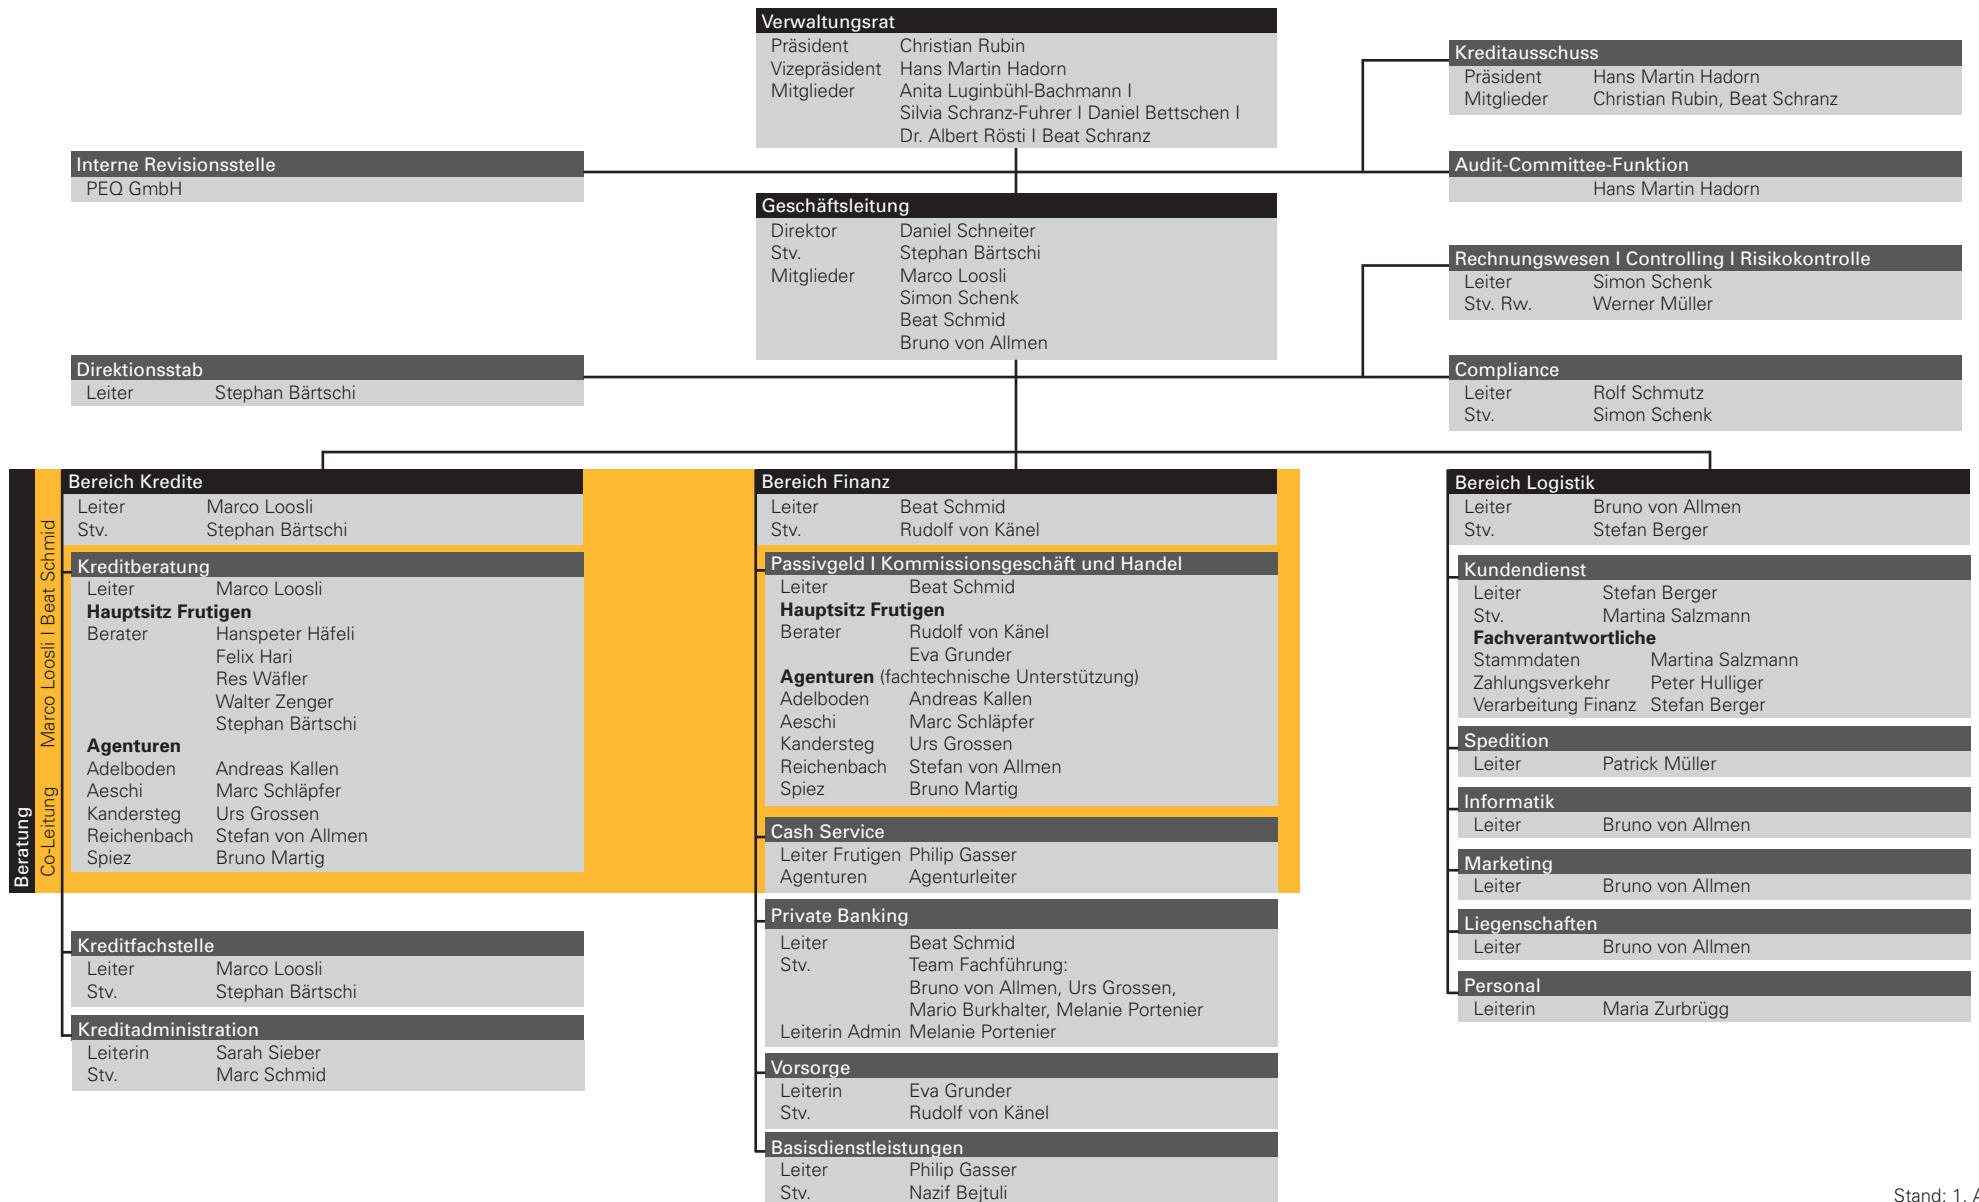 Verwaltungsrat
Präsident Christian Rubin
Vizepräsident Hans Martin Hadorn
Mitglieder Anita Luginbühl-Bachmann I
Silvia Schranz-Fuhrer I Daniel Bettschen I
Dr. Albert Rösti I Beat Schranz
Kreditausschuss
Präsident Hans Martin Hadorn
Mitglieder Christian Rubin, Beat Schranz
Interne Revisionsstelle
PEQ GmbH
Audit-Committee-Funktion
Hans Martin Hadorn
Geschäftsleitung
Direktor Daniel Schneiter
Stv. Stephan Bärtschi
Mitglieder Marco Loosli
Simon Schenk
Beat Schmid
Bruno von Allmen
Rechnungswesen I Controlling I Risikokontrolle
Leiter Simon Schenk
Stv. Rw. Werner Müller
Direktionsstab
Leiter Stephan Bärtschi
Compliance
Leiter Rolf Schmutz
Stv. Simon Schenk
Beratung
Co-Leitung Marco Loosli I Beat Schmid
Bereich Kredite
Leiter Marco Loosli
Stv. Stephan Bärtschi
Kreditberatung
Leiter Marco Loosli
Hauptsitz Frutigen
Berater Hanspeter Häfeli
Felix Hari
Res Wäfler
Walter Zenger
Stephan Bärtschi
Agenturen
Adelboden Andreas Kallen
Aeschi Marc Schläpfer
Kandersteg Urs Grossen
Reichenbach Stefan von Allmen
Spiez Bruno Martig
Kreditfachstelle
Leiter Marco Loosli
Stv. Stephan Bärtschi
Kreditadministration
Leiterin Sarah Sieber
Stv. Marc Schmid
Bereich Finanz
Leiter Beat Schmid
Stv. Rudolf von Känel
Passivgeld I Kommissionsgeschäft und Handel
Leiter Beat Schmid
Hauptsitz Frutigen
Berater Rudolf von Känel
Eva Grunder
Agenturen (fachtechnische Unterstützung)
Adelboden Andreas Kallen
Aeschi Marc Schläpfer
Kandersteg Urs Grossen
Reichenbach Stefan von Allmen
Spiez Bruno Martig
Cash Service
Leiter Frutigen Philip Gasser
Agenturen Agenturleiter
Private Banking
Leiter Beat Schmid
Stv. Team Fachführung:
Bruno von Allmen, Urs Grossen,
Mario Burkhalter, Melanie Portenier
Leiterin Admin Melanie Portenier
Vorsorge
Leiterin Eva Grunder
Stv. Rudolf von Känel
Basisdienstleistungen
Leiter Philip Gasser
Stv. Nazif Bejtuli
Bereich Logistik
Leiter Bruno von Allmen
Stv. Stefan Berger
Kundendienst
Leiter Stefan Berger
Stv. Martina Salzmann
Fachverantwortliche
Stammdaten Martina Salzmann
Zahlungsverkehr Peter Hulliger
Verarbeitung Finanz Stefan Berger
Spedition
Leiter Patrick Müller
Informatik
Leiter Bruno von Allmen
Marketing
Leiter Bruno von Allmen
Liegenschaften
Leiter Bruno von Allmen
Personal
Leiterin Maria Zurbrügg
Stand: 1.